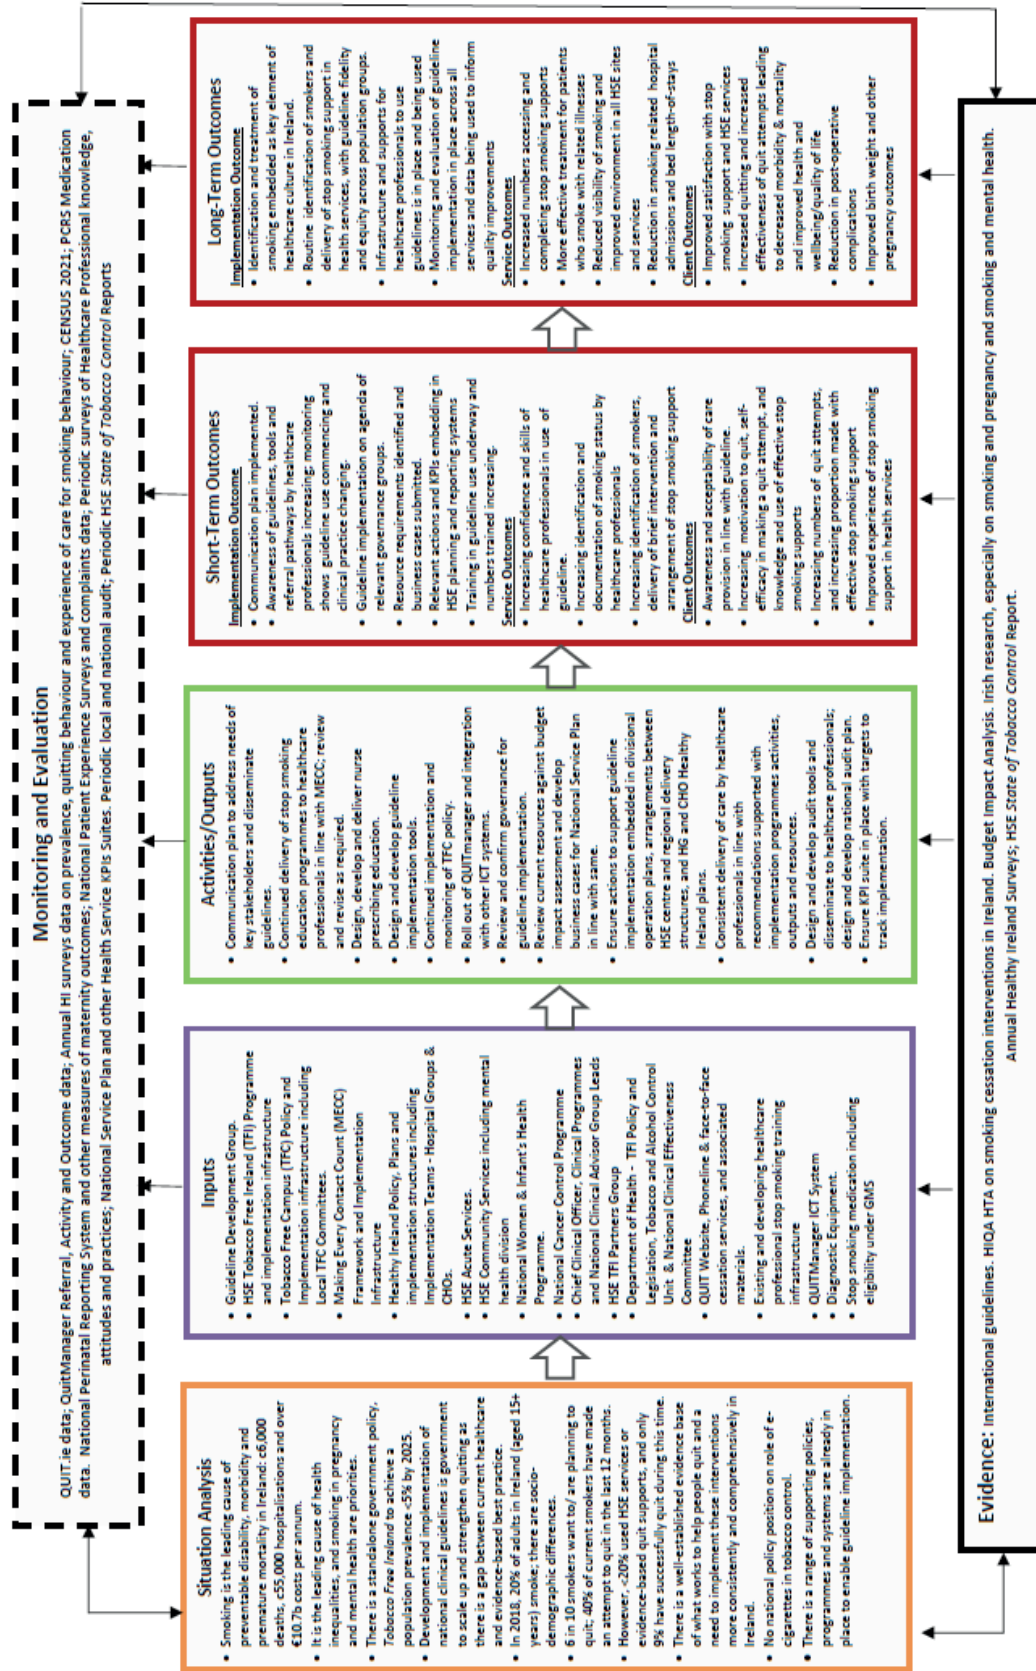 Monitoring and Evaluation
QUIT.ie data; QuitManager Referral, Activity and Outcome data; Annual HI surveys data on prevalence, quitting behaviour and experience of care for smoking behaviour; CENSUS 2021; PCRS Medication
data. National Perinatal Reporting System and other measures of maternity outcomes; National Patient Experience Surveys and complaints data; Periodic surveys of Healthcare Professional knowledge,
attitudes and practices; National Service Plan and other Health Service KPIs Suites. Periodic local and national audit; Periodic HSE State of Tobacco Control Reports
Situation Analysis
• Smoking is the leading cause of
preventable disability, morbidity and
premature mortality in Ireland: c6,000
deaths, c55,000 hospitalisations and over
€10.7b costs per annum.
• It is the leading cause of health
inequalities, and smoking in pregnancy
and mental health are priorities.
• There is a standalone government policy,
Tobacco Free Ireland to achieve a
population prevalence <5% by 2025.
• Development and implementation of
national clinical guidelines is government
to scale up and strengthen quitting as
there is a gap between current healthcare
and evidence-based best practice.
• In 2018, 20% of adults in Ireland (aged 15+
years) smoke; there are socio-
demographic differences.
• 6 in 10 smokers want to/ are planning to
quit; 40% of current smokers have made
an attempt to quit in the last 12 months.
• However, <20% used HSE services or
evidence-based quit supports, and only
9% have successfully quit during this time.
• There is a well-established evidence base
of what works to help people quit and a
need to implement these interventions
more consistently and comprehensively in
Ireland.
• No national policy position on role of e-
cigarettes in tobacco control.
• There is a range of supporting policies,
programmes and systems are already in
place to enable guideline implementation.
Inputs
• Guideline Development Group.
• HSE Tobacco Free Ireland (TFI) Programme
and implementation infrastructure
• Tobacco Free Campus (TFC) Policy and
Implementation infrastructure including
Local TFC Committees.
• Making Every Contact Count (MECC)
Framework and Implementation
Infrastructure
• Healthy Ireland Policy, Plans and
implementation structures including
Implementation Teams - Hospital Groups &
CHOs.
• HSE Acute Services.
• HSE Community Services including mental
health division
• National Women & Infant's Health
Programme.
• National Cancer Control Programme
• Chief Clinical Officer, Clinical Programmes
and National Clinical Advisor Group Leads
• HSE TFI Partners Group
• Department of Health - TFI Policy and
Legislation, Tobacco and Alcohol Control
Unit & National Clinical Effectiveness
Committee
• QUIT Website, Phoneline & face-to-face
cessation services, and associated
materials.
• Existing and developing healthcare
professional stop smoking training
infrastructure
• QUITManager ICT System
• Diagnostic Equipment.
• Stop smoking medication including
eligibility under GMS
Activities/Outputs
• Communication plan to address needs of
key stakeholders and disseminate
guidelines.
• Continued delivery of stop smoking
education programmes to healthcare
professionals in line with MECC; review
and revise as required.
• Design, develop and deliver nurse
prescribing education.
• Design and develop guideline
implementation tools.
• Continued implementation and
monitoring of TFC policy.
• Roll out of QUITmanager and integration
with other ICT systems.
• Review and confirm governance for
guideline implementation.
• Review current resources against budget
impact assessment and develop
business cases for National Service Plan
in line with same.
• Ensure actions to support guideline
implementation embedded in divisional
operation plans, arrangements between
HSE centre and regional delivery
structures, and HG and CHO Healthy
Ireland plans.
• Consistent delivery of care by healthcare
professionals in line with
recommendations supported with
implementation programmes activities,
outputs and resources.
• Design and develop audit tools and
disseminate to healthcare professionals;
design and develop national audit plan.
• Ensure KPI suite in place with targets to
track implementation.
Short-Term Outcomes
Implementation Outcome
• Communication plan implemented.
• Awareness of guidelines, tools and
referral pathways by healthcare
professionals increasing; monitoring
shows guideline use commencing and
clinical practice changing.
• Guideline implementation on agenda of
relevant governance groups.
• Resource requirements identified and
business cases submitted.
• Relevant actions and KPIs embedding in
HSE planning and reporting systems
• Training in guideline use underway and
numbers trained increasing.
Service Outcomes
• Increasing confidence and skills of
healthcare professionals in use of
guideline.
• Increasing identification and
documentation of smoking status by
healthcare professionals
• Increasing identification of smokers,
delivery of brief intervention and
arrangement of stop smoking support
Client Outcomes
• Awareness and acceptability of care
provision in line with guideline.
• Increasing motivation to quit, self-
efficacy in making a quit attempt, and
knowledge and use of effective stop
smoking supports
• Increasing numbers of quit attempts,
and increasing proportion made with
effective stop smoking support
• Improved experience of stop smoking
support in health services
Long-Term Outcomes
Implementation Outcome
• Identification and treatment of
smoking embedded as key element of
healthcare culture in Ireland.
• Routine identification of smokers and
delivery of stop smoking support in
health services, with guideline fidelity
and equity across population groups.
• Infrastructure and supports for
healthcare professionals to use
guidelines is in place and being used
• Monitoring and evaluation of guideline
implementation in place across all
services and data being used to inform
quality improvements
Service Outcomes
• Increased numbers accessing and
completing stop smoking supports
• More effective treatment for patients
who smoke with related illnesses
• Reduced visibility of smoking and
improved environment in all HSE sites
and services
• Reduction in smoking related hospital
admissions and bed length-of-stays
Client Outcomes
• Improved satisfaction with stop
smoking support and HSE services
• Increased quitting and increased
effectiveness of quit attempts leading
to decreased morbidity & mortality
and improved health and
wellbeing/quality of life
• Reduction in post-operative
complications
• Improved birth weight and other
pregnancy outcomes
Evidence: International guidelines. HIQA HTA on smoking cessation interventions in Ireland. Budget Impact Analysis. Irish research, especially on smoking and pregnancy and smoking and mental health.
Annual Healthy Ireland Surveys; HSE State of Tobacco Control Report.